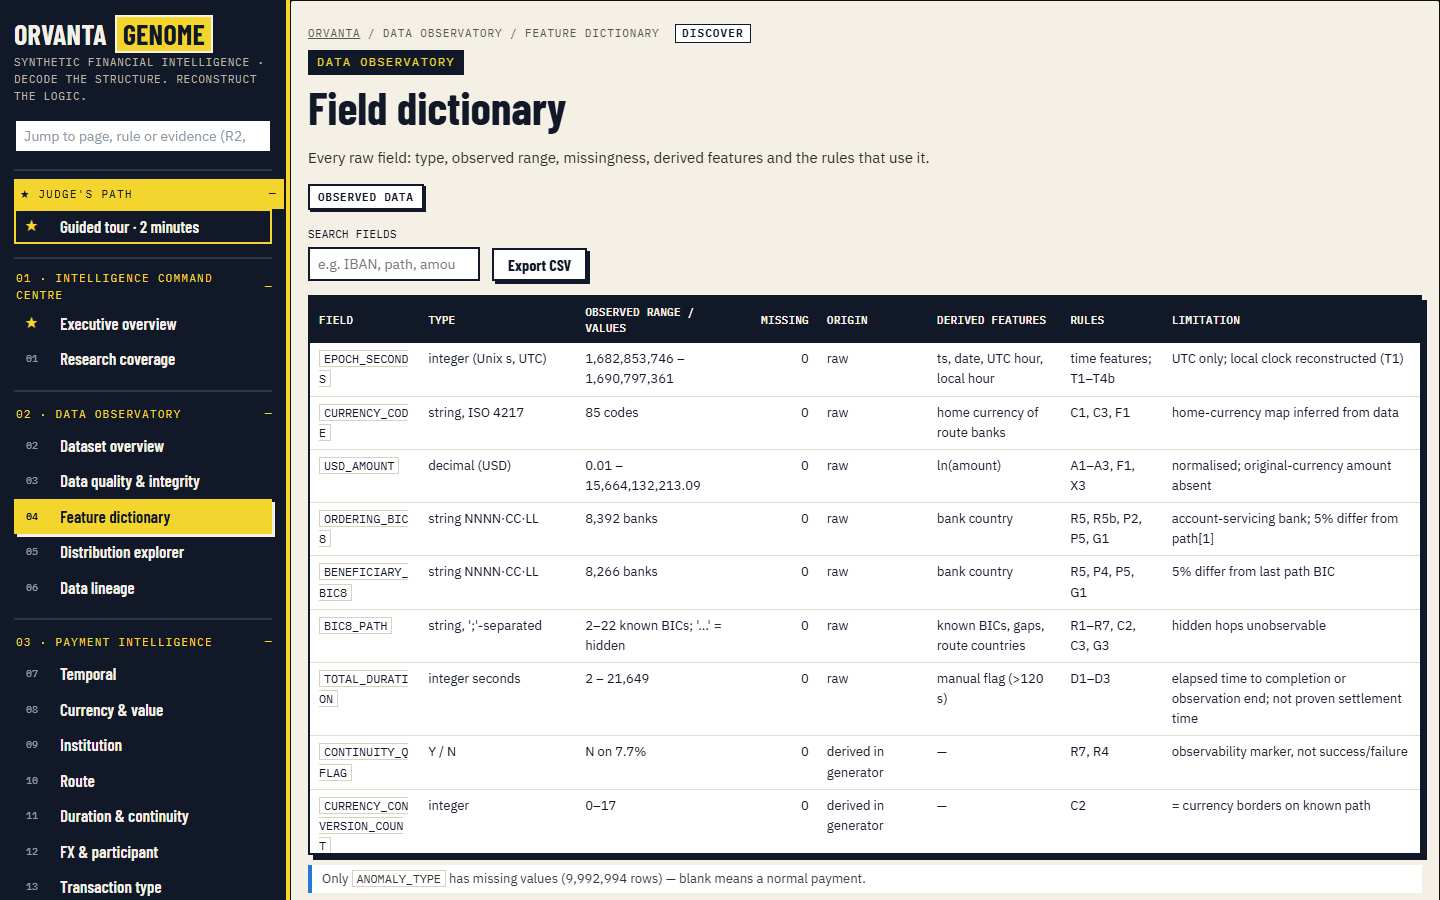 ORVANTA GENOME
SYNTHETIC FINANCIAL INTELLIGENCE ·
DECODE THE STRUCTURE. RECONSTRUCT
THE LOGIC.
Jump to page, rule or evidence (R2,
★ JUDGE'S PATH –
★ Guided tour · 2 minutes
01 · INTELLIGENCE COMMAND
CENTRE –
★ Executive overview
01 Research coverage
02 · DATA OBSERVATORY –
02 Dataset overview
03 Data quality & integrity
04 Feature dictionary
05 Distribution explorer
06 Data lineage
03 · PAYMENT INTELLIGENCE –
07 Temporal
08 Currency & value
09 Institution
10 Route
11 Duration & continuity
12 FX & participant
13 Transaction type
ORVANTA / DATA OBSERVATORY / FEATURE DICTIONARY DISCOVER
DATA OBSERVATORY
Field dictionary
Every raw field: type, observed range, missingness, derived features and the rules that use it.
OBSERVED DATA
SEARCH FIELDS
e.g. IBAN, path, amou Export CSV
FIELD TYPE OBSERVED RANGE / MISSING ORIGIN DERIVED FEATURES RULES LIMITATION
VALUES
EPOCH_SECOND integer (Unix s, UTC) 1,682,853,746 – 0 raw ts, date, UTC hour, time features; UTC only; local clock reconstructed (T1)
S 1,690,797,361 local hour T1–T4b
CURRENCY_COD string, ISO 4217 85 codes 0 raw home currency of C1, C3, F1 home-currency map inferred from data
E route banks
USD_AMOUNT decimal (USD) 0.01 – 0 raw ln(amount) A1–A3, F1, normalised; original-currency amount
15,664,132,213.09 X3 absent
ORDERING_BIC string NNNN·CC·LL 8,392 banks 0 raw bank country R5, R5b, P2, account-servicing bank; 5% differ from
8 P5, G1 path[1]
BENEFICIARY_ string NNNN·CC·LL 8,266 banks 0 raw bank country R5, P4, P5, 5% differ from last path BIC
BIC8 G1
BIC8_PATH string, ';'-separated 2–22 known BICs; '…' = 0 raw known BICs, gaps, R1–R7, C2, hidden hops unobservable
hidden route countries C3, G3
TOTAL_DURATI integer seconds 2 – 21,649 0 raw manual flag (>120 D1–D3 elapsed time to completion or
ON s) observation end; not proven settlement
time
CONTINUITY_Q Y / N N on 7.7% 0 derived in — R7, R4 observability marker, not success/failure
FLAG generator
CURRENCY_CON integer 0–17 0 derived in — C2 = currency borders on known path
VERSION_COUN generator
T
Only ANOMALY_TYPE has missing values (9,992,994 rows) — blank means a normal payment.